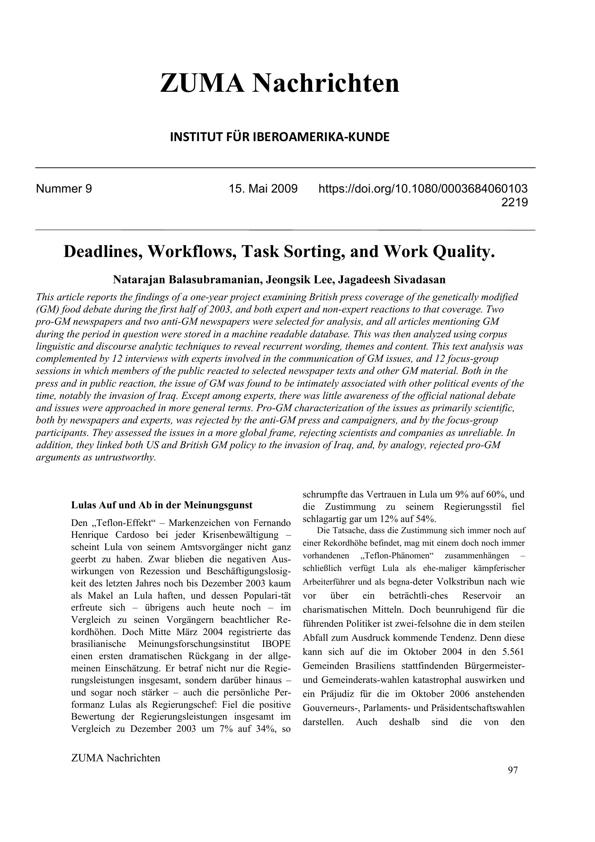 ZUMA Nachrichten
INSTITUT FÜR IBEROAMERIKA-KUNDE
Nummer 9 15. Mai 2009 https://doi.org/10.1080/0003684060103
2219
Deadlines, Workflows, Task Sorting, and Work Quality.
Natarajan Balasubramanian, Jeongsik Lee, Jagadeesh Sivadasan
This article reports the findings of a one-year project examining British press coverage of the genetically modified
(GM) food debate during the first half of 2003, and both expert and non-expert reactions to that coverage. Two
pro-GM newspapers and two anti-GM newspapers were selected for analysis, and all articles mentioning GM
during the period in question were stored in a machine readable database. This was then analyzed using corpus
linguistic and discourse analytic techniques to reveal recurrent wording, themes and content. This text analysis was
complemented by 12 interviews with experts involved in the communication of GM issues, and 12 focus-group
sessions in which members of the public reacted to selected newspaper texts and other GM material. Both in the
press and in public reaction, the issue of GM was found to be intimately associated with other political events of the
time, notably the invasion of Iraq. Except among experts, there was little awareness of the official national debate
and issues were approached in more general terms. Pro-GM characterization of the issues as primarily scientific,
both by newspapers and experts, was rejected by the anti-GM press and campaigners, and by the focus-group
participants. They assessed the issues in a more global frame, rejecting scientists and companies as unreliable. In
addition, they linked both US and British GM policy to the invasion of Iraq, and, by analogy, rejected pro-GM
arguments as untrustworthy.
Lulas Auf und Ab in der Meinungsgunst
Den „Teflon-Effekt“ – Markenzeichen von Fernando
Henrique Cardoso bei jeder Krisenbewältigung –
scheint Lula von seinem Amtsvorgänger nicht ganz
geerbt zu haben. Zwar blieben die negativen Aus-
wirkungen von Rezession und Beschäftigungslosig-
keit des letzten Jahres noch bis Dezember 2003 kaum
als Makel an Lula haften, und dessen Populari-tät
erfreute sich – übrigens auch heute noch – im
Vergleich zu seinen Vorgängern beachtlicher Re-
kordhöhen. Doch Mitte März 2004 registrierte das
brasilianische Meinungsforschungsinstitut IBOPE
einen ersten dramatischen Rückgang in der allge-
meinen Einschätzung. Er betraf nicht nur die Regie-
rungsleistungen insgesamt, sondern darüber hinaus –
und sogar noch stärker – auch die persönliche Per-
formanz Lulas als Regierungschef: Fiel die positive
Bewertung der Regierungsleistungen insgesamt im
Vergleich zu Dezember 2003 um 7% auf 34%, so
schrumpfte das Vertrauen in Lula um 9% auf 60%, und
die Zustimmung zu seinem Regierungsstil fiel
schlagartig gar um 12% auf 54%.
Die Tatsache, dass die Zustimmung sich immer noch auf
einer Rekordhöhe befindet, mag mit einem doch noch immer
vorhandenen „Teflon-Phänomen“ zusammenhängen –
schließlich verfügt Lula als ehe-maliger kämpferischer
Arbeiterführer und als begna-deter Volkstribun nach wie
vor über ein beträchtli-ches Reservoir an
charismatischen Mitteln. Doch beunruhigend für die
führenden Politiker ist zwei-felsohne die in dem steilen
Abfall zum Ausdruck kommende Tendenz. Denn diese
kann sich auf die im Oktober 2004 in den 5.561
Gemeinden Brasiliens stattfindenden Bürgermeister-
und Gemeinderats-wahlen katastrophal auswirken und
ein Präjudiz für die im Oktober 2006 anstehenden
Gouverneurs-, Parlaments- und Präsidentschaftswahlen
darstellen. Auch deshalb sind die von den
ZUMA Nachrichten
97